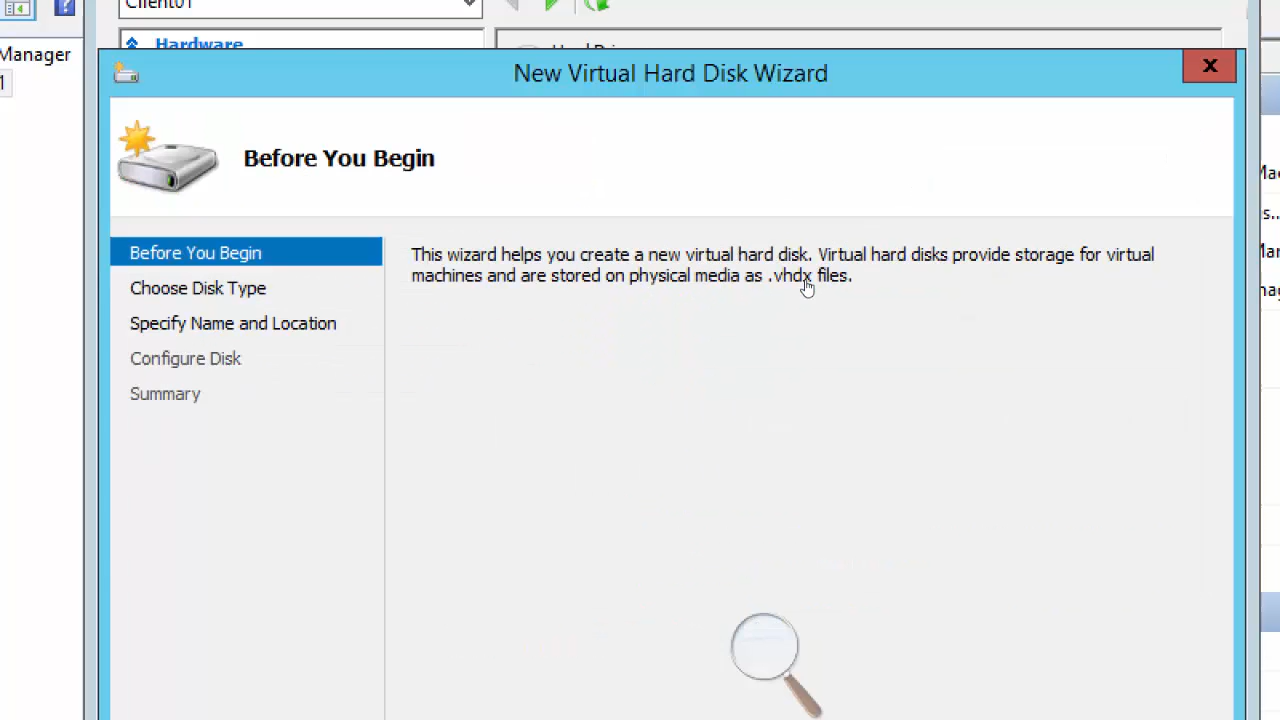 Client01
Manager
1
Hardware
New Virtual Hard Disk Wizard
X
Before You Begin
Before You Begin
Choose Disk Type
Specify Name and Location
Configure Disk
Summary
This wizard helps you create a new virtual hard disk. Virtual hard disks provide storage for virtual
machines and are stored on physical media as .vhdx files.